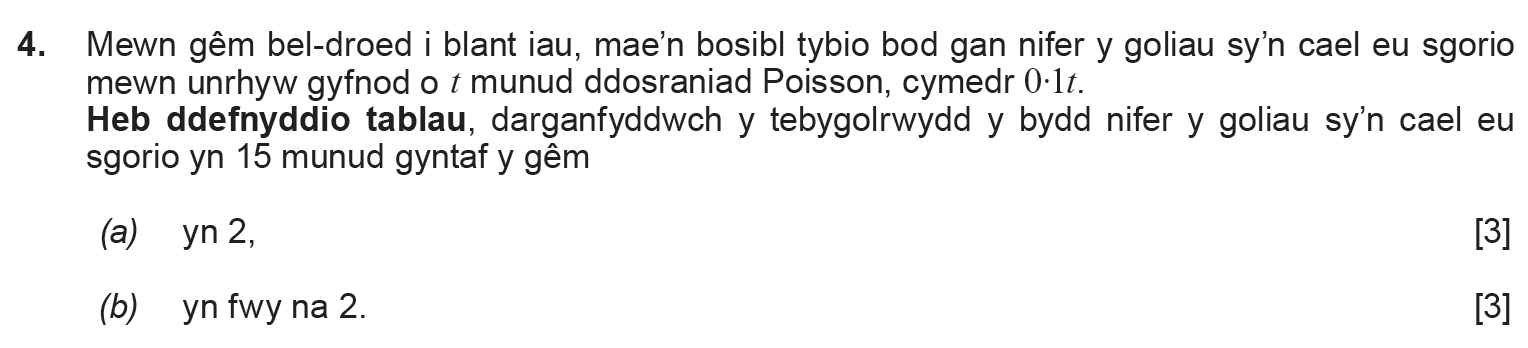 4. Mewn gêm bel-droed i blant iau, mae'n bosibl tybio bod gan nifer y goliau sy'n cael eu sgorio
mewn unrhyw gyfnod o t munud ddosraniad Poisson, cymedr 0·1t.
Heb ddefnyddio tablau, darganfyddwch y tebygolrwydd y bydd nifer y goliau sy'n cael eu
sgorio yn 15 munud gyntaf y gêm
(a) yn 2, [3]
(b) yn fwy na 2. [3]